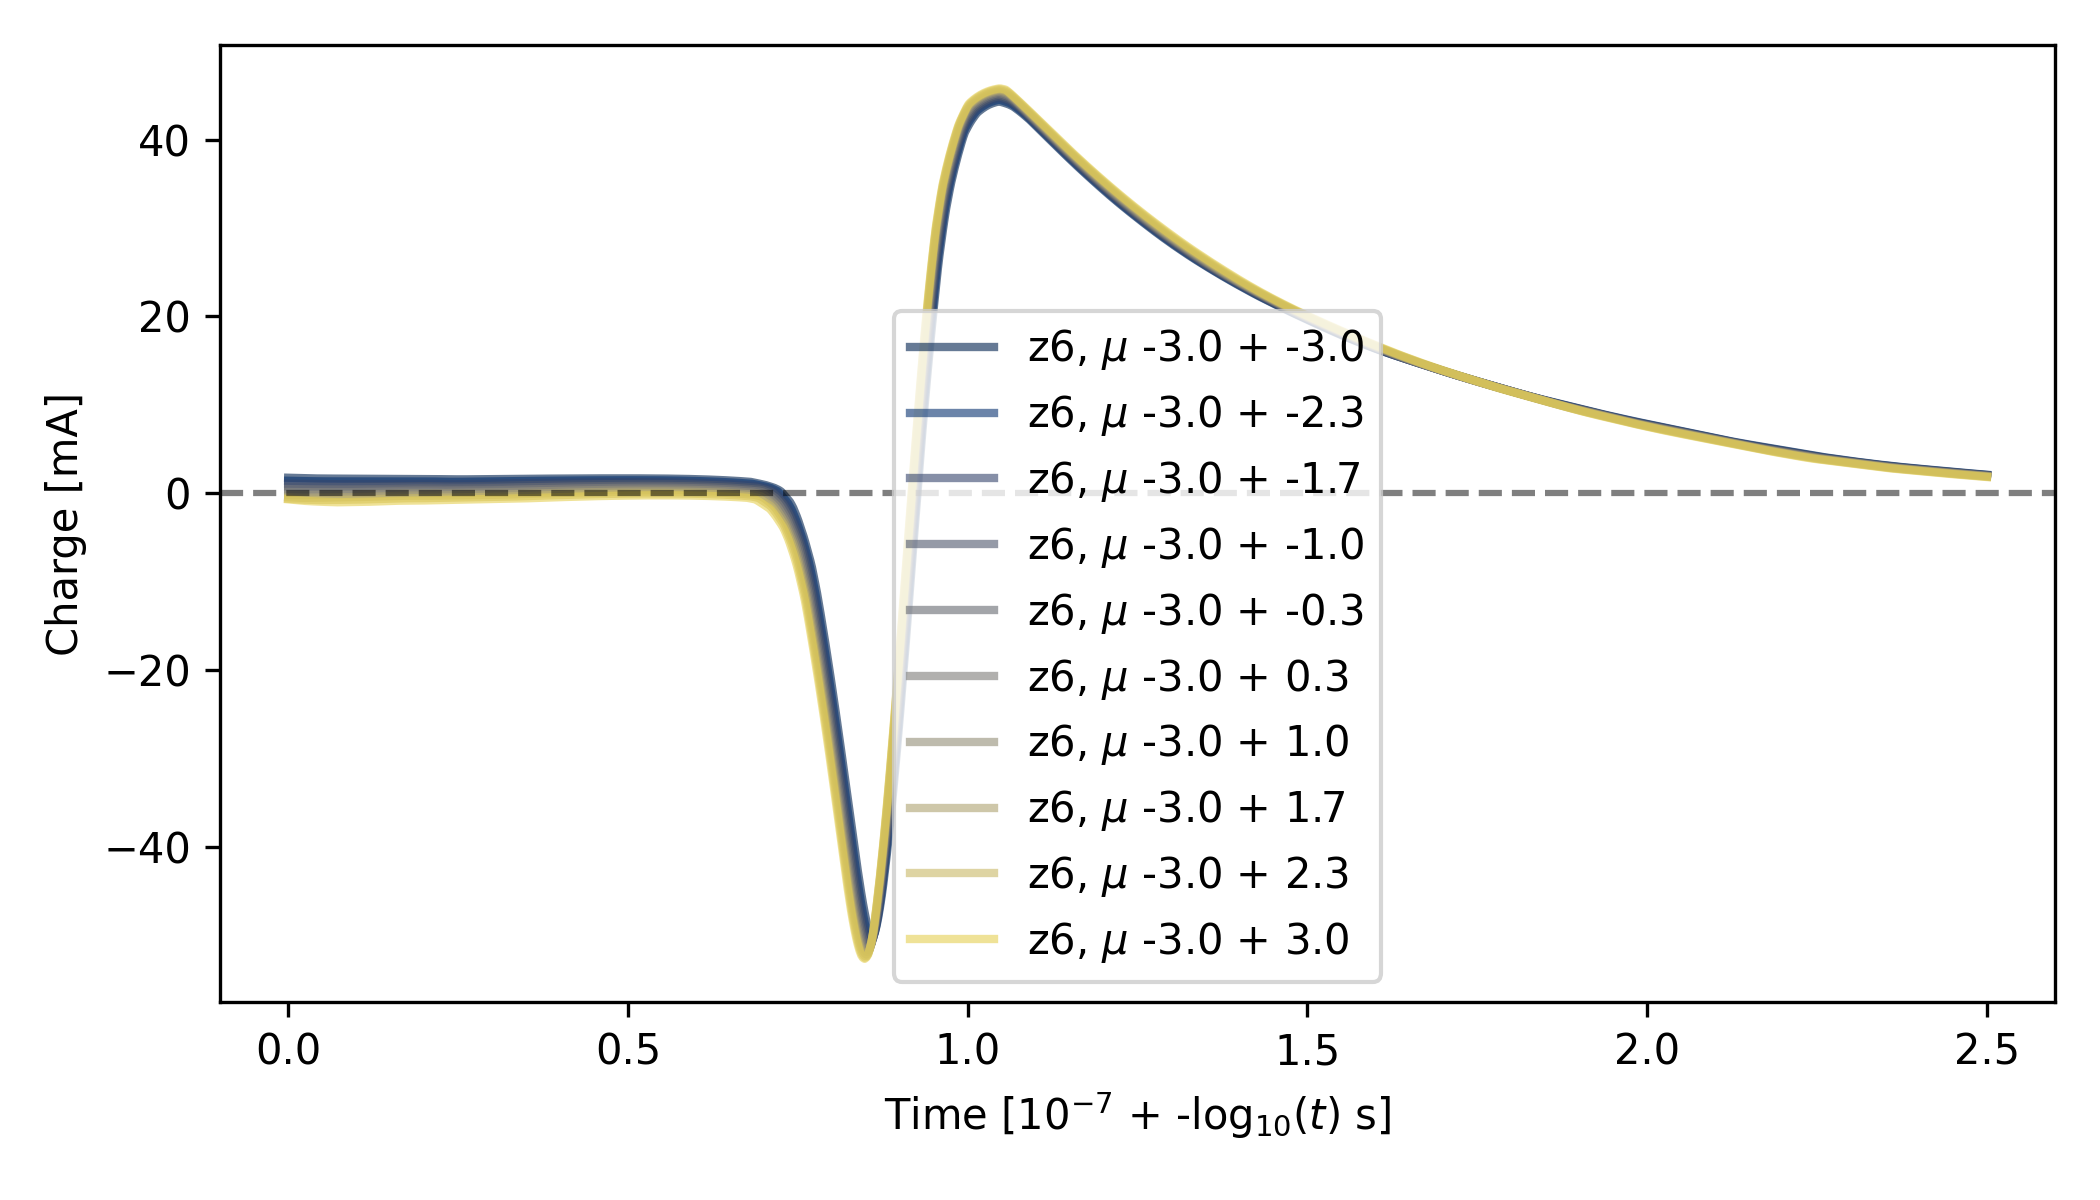 Charge [mA]
40
20
0
−20
−40
z6, μ -3.0 + -3.0
z6, μ -3.0 + -2.3
z6, μ -3.0 + -1.7
z6, μ -3.0 + -1.0
z6, μ -3.0 + -0.3
z6, μ -3.0 + 0.3
z6, μ -3.0 + 1.0
z6, μ -3.0 + 1.7
z6, μ -3.0 + 2.3
z6, μ -3.0 + 3.0
0.0 0.5 1.0 1.5 2.0 2.5
Time [10⁻⁷ + -log₁₀(t) s]